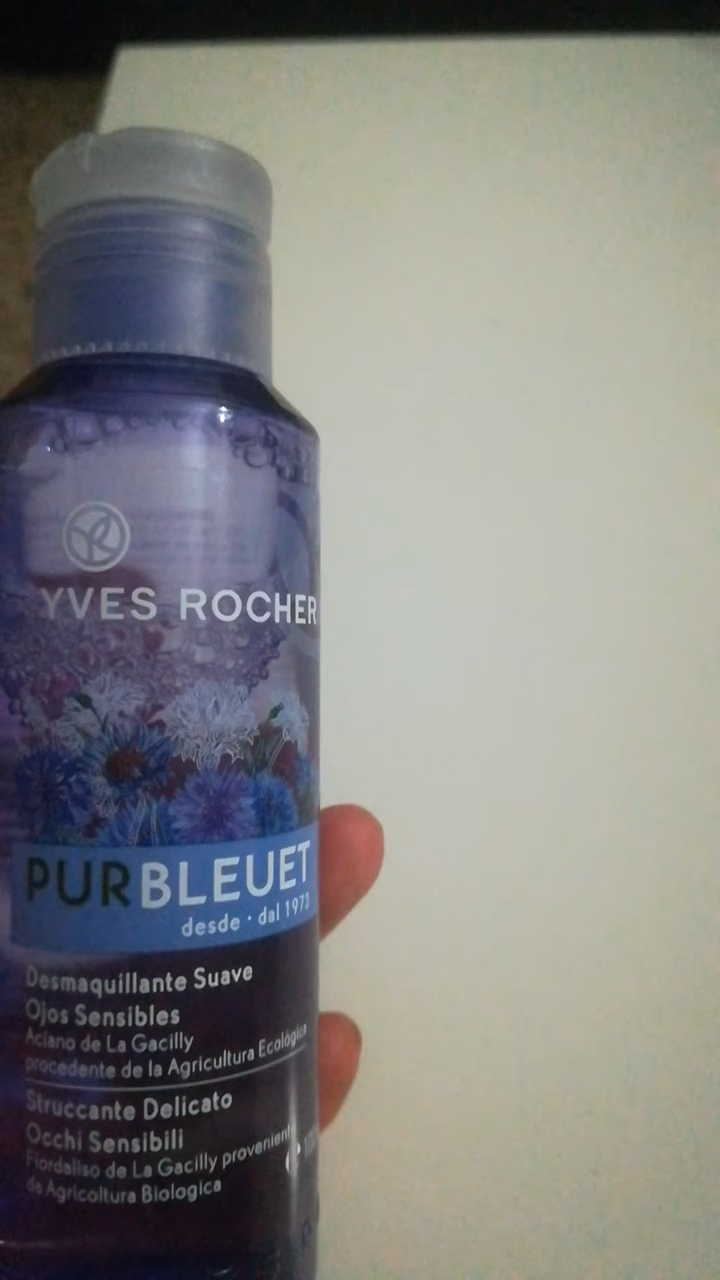 YVES ROCHER
PURBLEUET
desde · dal 1972
Desmaquillante Suave
Ojos Sensibles
Aciano de La Gacilly
procedente de la Agricultura Ecológica
Struccante Delicato
Occhi Sensibili
Fiordaliso de La Gacilly proveniente
da Agricoltura Biologica